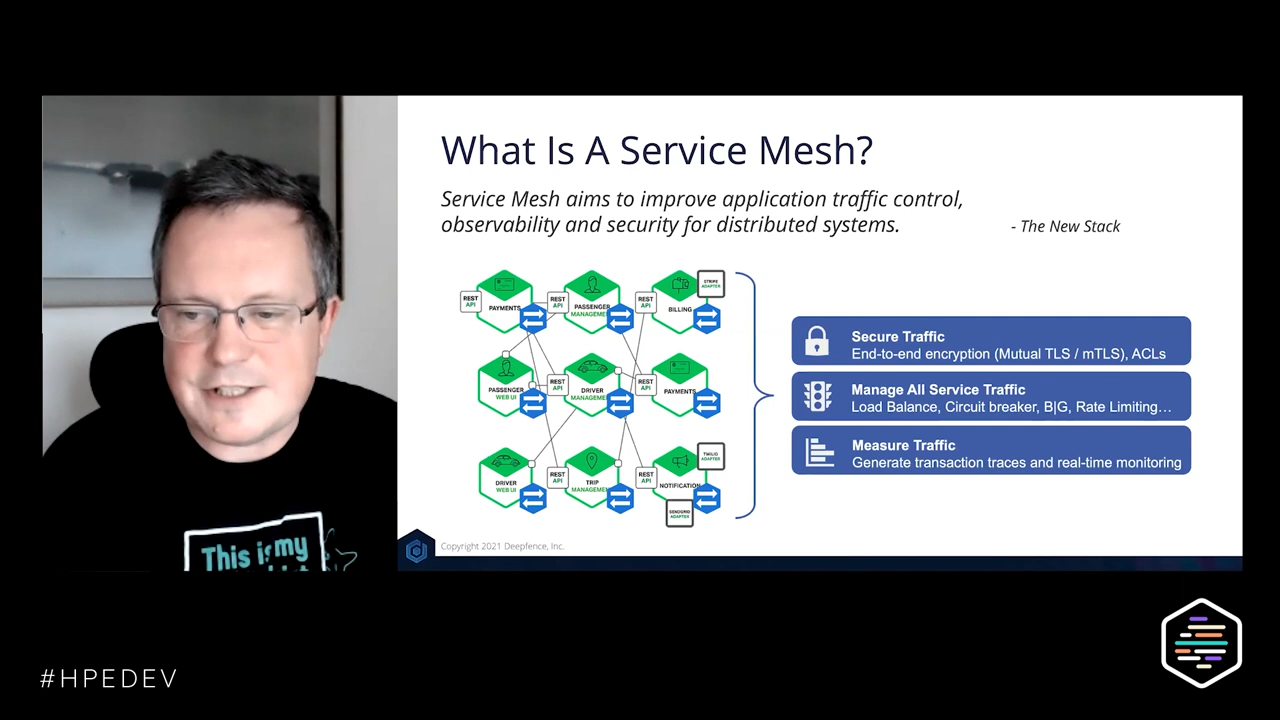 What Is A Service Mesh?
Service Mesh aims to improve application traffic control,
observability and security for distributed systems.
- The New Stack
REST
API
PAYMENTS
REST
API
PASSENGER
MANAGEMEN
REST
API
BILLING
STRIPE
ADAPTER
PASSENGER
WEB UI
REST
API
DRIVER
MANAGEMEN
REST
API
PAYMENTS
DRIVER
WEB UI
REST
API
TRIP
MANAGEMEN
REST
API
NOTIFICATION
TWILIO
ADAPTER
SENDGRID
ADAPTER
Secure Traffic
End-to-end encryption (Mutual TLS / mTLS), ACLs
Manage All Service Traffic
Load Balance, Circuit breaker, B|G, Rate Limiting…
Measure Traffic
Generate transaction traces and real-time monitoring
Copyright 2021 Deepfence, Inc.
This is my
#HPEDEV